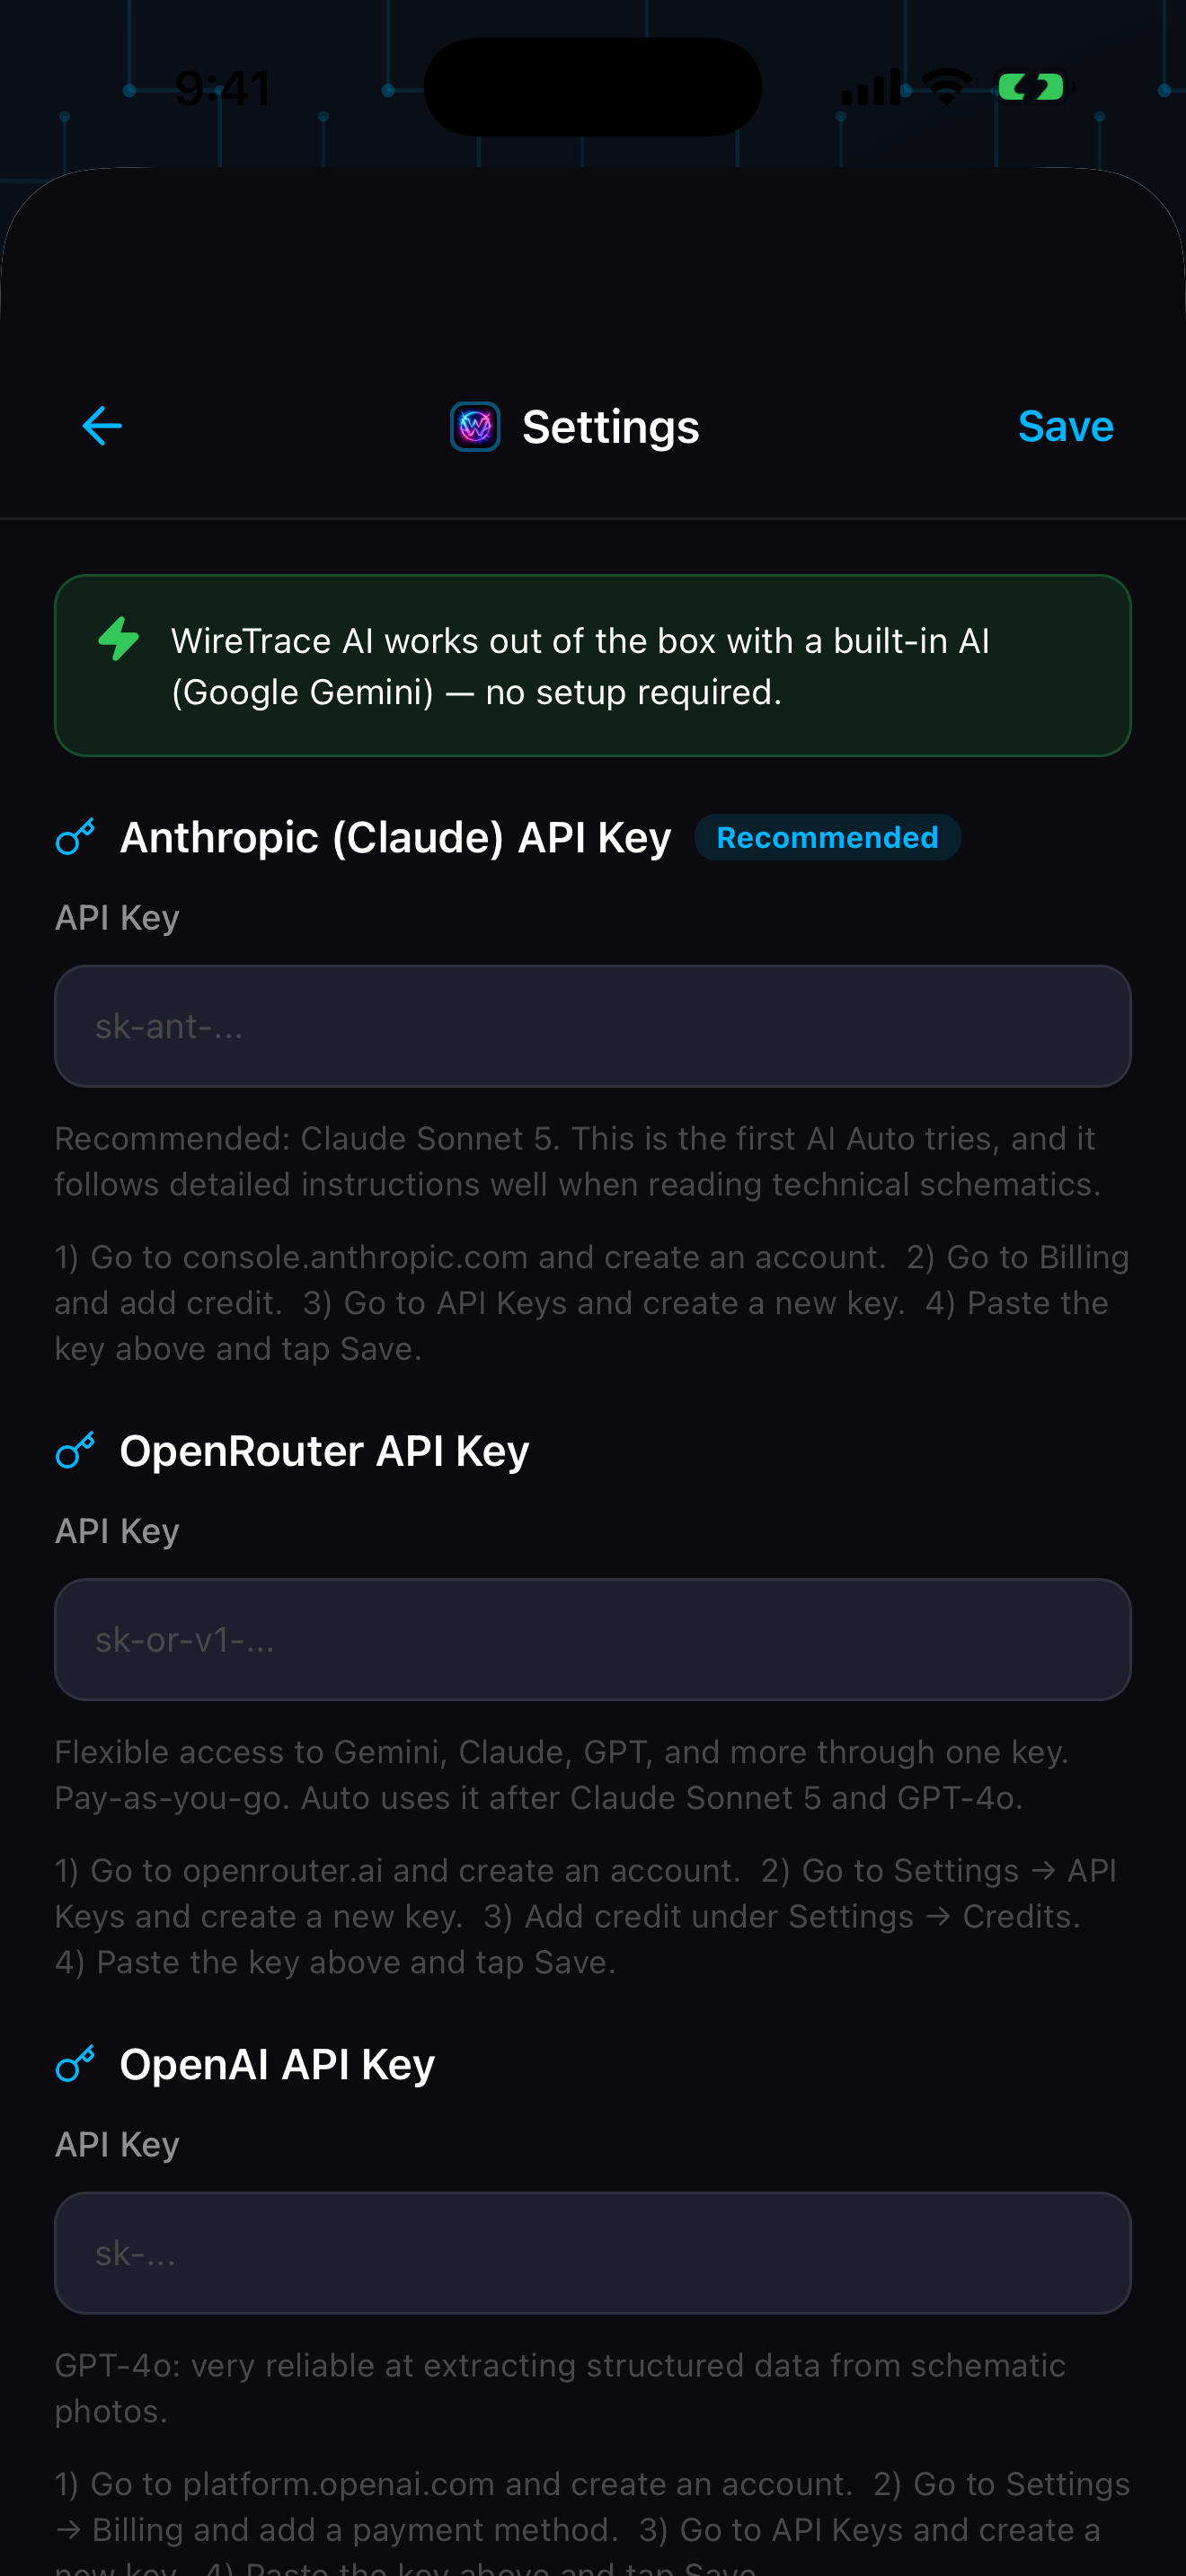 9:41
Settings
Save
WireTrace AI works out of the box with a built-in AI
(Google Gemini) — no setup required.
Anthropic (Claude) API Key
Recommended
API Key
sk-ant-...
Recommended: Claude Sonnet 5. This is the first AI Auto tries, and it
follows detailed instructions well when reading technical schematics.
1) Go to console.anthropic.com and create an account.  2) Go to Billing
and add credit.  3) Go to API Keys and create a new key.  4) Paste the
key above and tap Save.
OpenRouter API Key
API Key
sk-or-v1-...
Flexible access to Gemini, Claude, GPT, and more through one key.
Pay-as-you-go. Auto uses it after Claude Sonnet 5 and GPT-4o.
1) Go to openrouter.ai and create an account.  2) Go to Settings → API
Keys and create a new key.  3) Add credit under Settings → Credits.
4) Paste the key above and tap Save.
OpenAI API Key
API Key
sk-...
GPT-4o: very reliable at extracting structured data from schematic
photos.
1) Go to platform.openai.com and create an account.  2) Go to Settings
→ Billing and add a payment method.  3) Go to API Keys and create a
new key.  4) Paste the key above and tap Save.